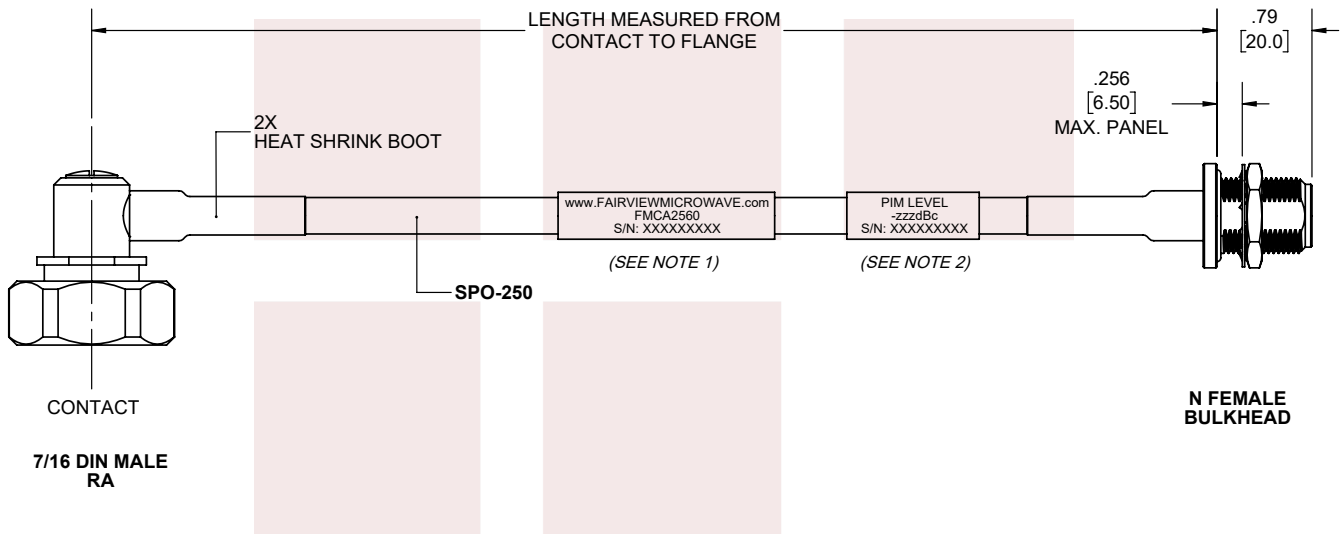 LENGTH MEASURED FROM
CONTACT TO FLANGE
.79
[20.0]
.256
[6.50]
MAX. PANEL
2X
HEAT SHRINK BOOT
www.FAIRVIEWMICROWAVE.com
FMCA2560
S/N: XXXXXXXXX
PIM LEVEL
-zzzdBc
S/N: XXXXXXXXX
(SEE NOTE 1)
(SEE NOTE 2)
SPO-250
CONTACT
7/16 DIN MALE
RA
N FEMALE
BULKHEAD